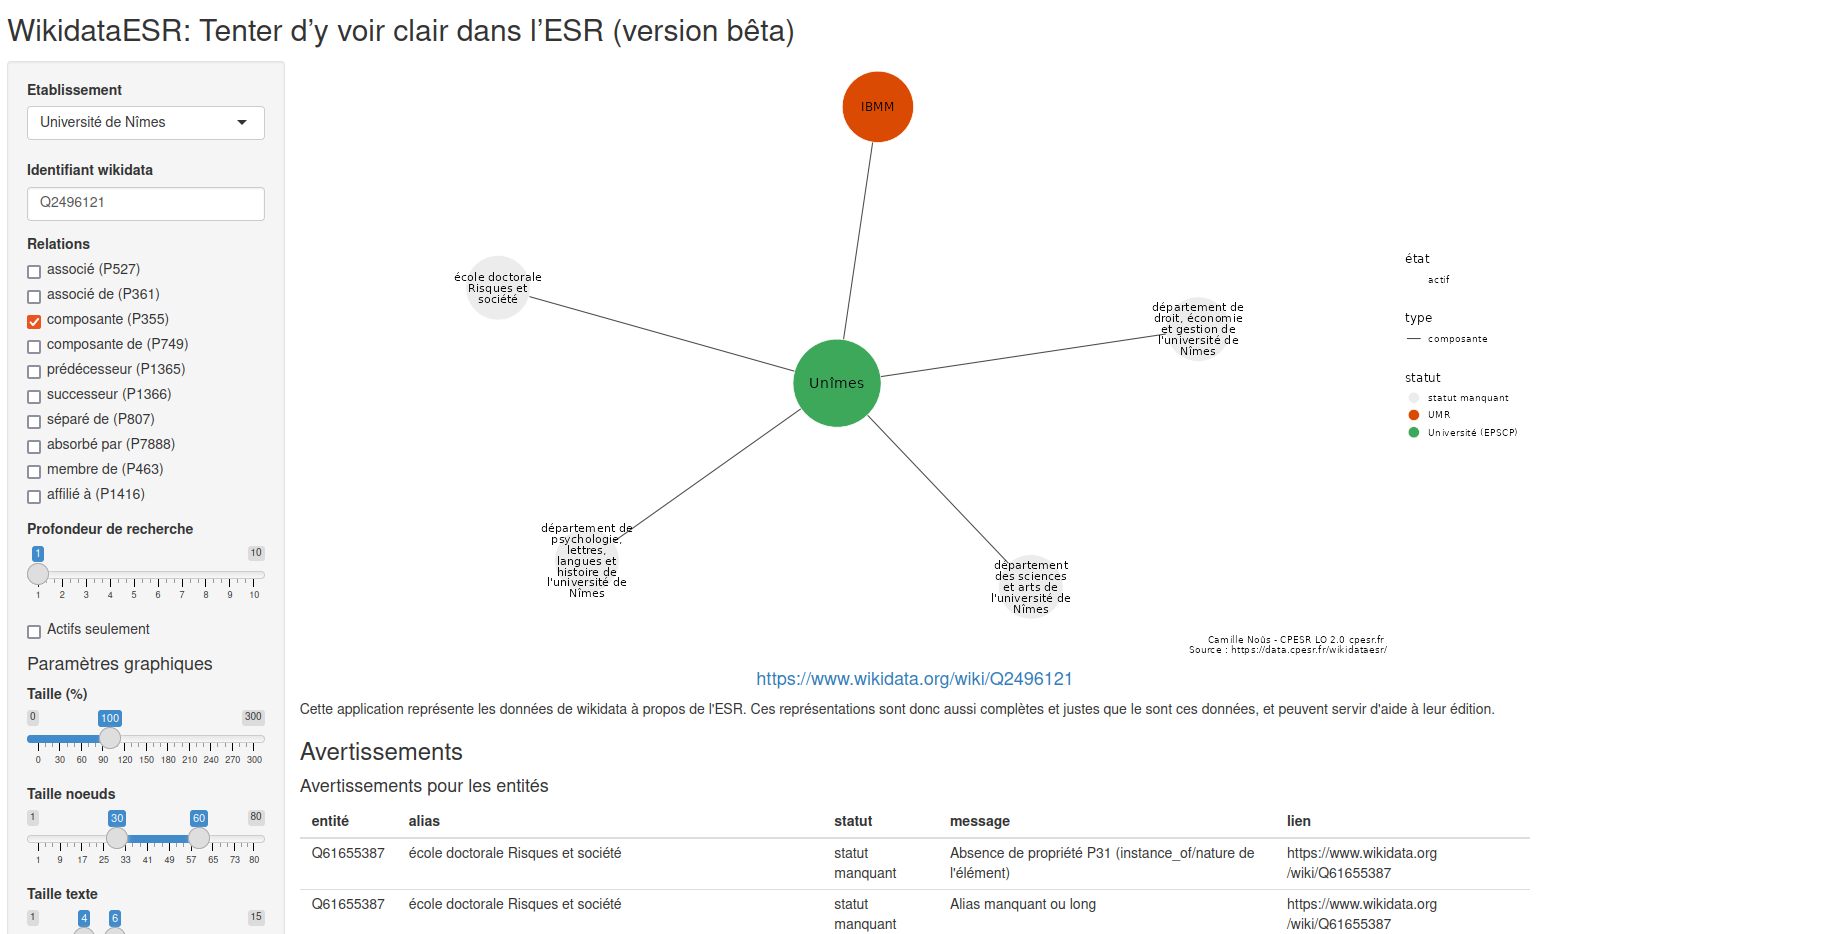 WikidataESR: Tenter d’y voir clair dans l’ESR (version bêta)
Etablissement
Université de Nîmes
Identifiant wikidata
Q2496121
Relations
associé (P527)
associé de (P361)
composante (P355)
composante de (P749)
prédécesseur (P1365)
successeur (P1366)
séparé de (P807)
absorbé par (P7888)
membre de (P463)
affilié à (P1416)
Profondeur de recherche
1 10
1 2 3 4 5 6 7 8 9 10
Actifs seulement
Paramètres graphiques
Taille (%)
0 100 300
0 30 60 90 120 150 180 210 240 270 300
Taille noeuds
1 30 60 80
1 9 17 25 33 41 49 57 65 73 80
Taille texte
1 4 6 15
IBMM
école doctorale
Risques et
société
département de
droit, économie
et gestion de
l'université de
Nîmes
Unîmes
département de
psychologie,
lettres,
langues et
histoire de
l'université de
Nîmes
département
des sciences
et arts de
l'université de
Nîmes
état
actif
type
composante
statut
statut manquant
UMR
Université (EPSCP)
Camille Noûs - CPESR LO 2.0 cpesr.fr
Source : https://data.cpesr.fr/wikidataesr/
https://www.wikidata.org/wiki/Q2496121
Cette application représente les données de wikidata à propos de l'ESR. Ces représentations sont donc aussi complètes et justes que le sont ces données, et peuvent servir d'aide à leur édition.
Avertissements
Avertissements pour les entités
entité alias statut message lien
Q61655387 école doctorale Risques et société statut Absence de propriété P31 (instance_of/nature de https://www.wikidata.org
manquant l'élément) /wiki/Q61655387
Q61655387 école doctorale Risques et société statut Alias manquant ou long https://www.wikidata.org
manquant /wiki/Q61655387